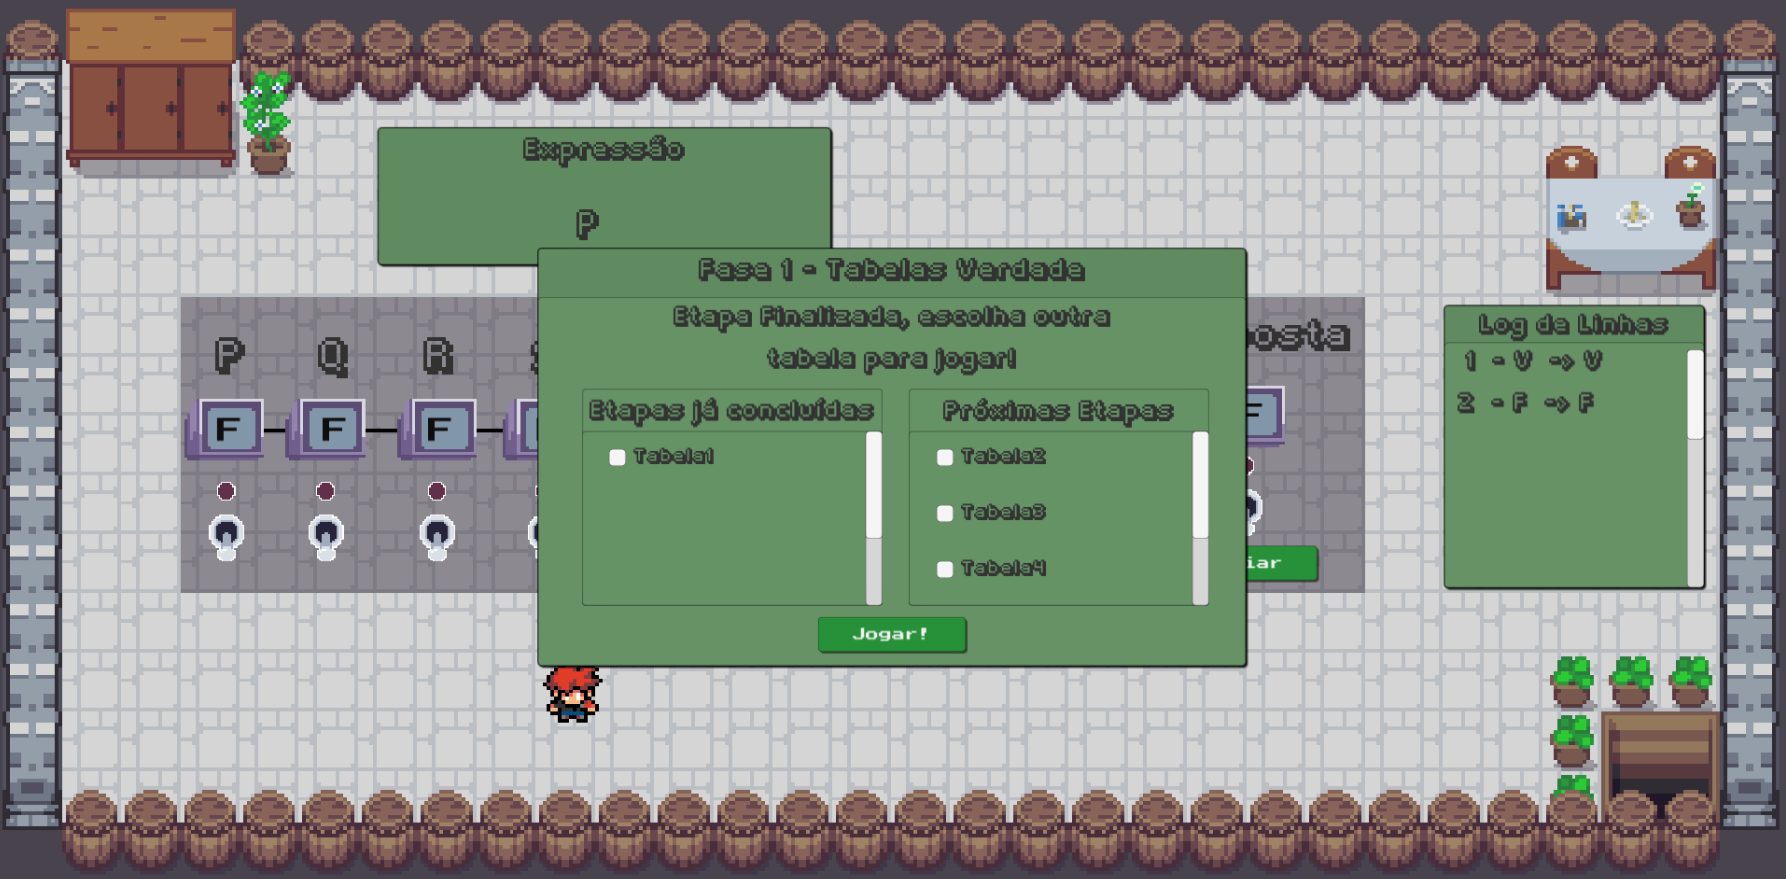 Expressão
P
Fase 1 - Tabelas Verdade
Etapa Finalizada, escolha outra
tabela para jogar!
Etapas já concluídas
Tabela1
Próximas Etapas
Tabela2
Tabela3
Tabela4
Jogar!
P Q R
F F F
osta
F
iar
Log de Linhas
1 - V -> V
2 - F -> F